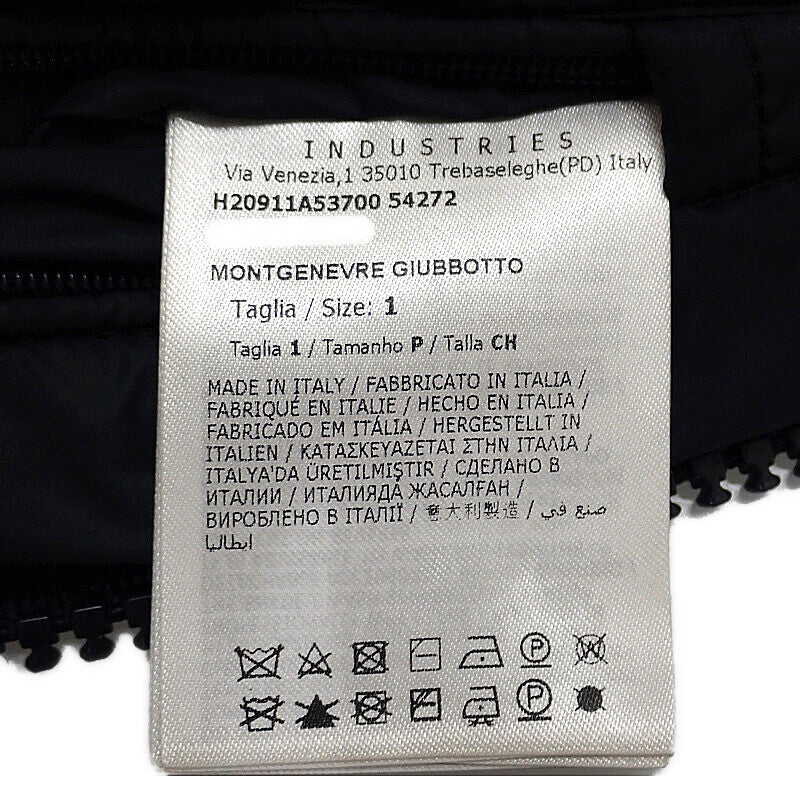 INDUSTRIES
Via Venezia,1 35010 Trebaseleghe(PD) Italy
H20911A53700 54272
MONTGENEVRE GIUBBOTTO
Taglia / Size: 1
Taglia 1 / Tamanho P / Talla CH
MADE IN ITALY / FABBRICATO IN ITALIA /
FABRIQUÉ EN ITALIE / HECHO EN ITALIA /
FABRICADO EM ITÁLIA / HERGESTELLT IN
ITALIEN / ΚΑΤΑΣΚΕΥΑΖΕΤΑΙ ΣΤΗΝ ΙΤΑΛΙΑ /
ITALYA'DA ÜRETILMIŞTIR / СДЕЛАНО В
ИТАЛИИ / ИТАЛИЯДА ЖАСАЛҒАН /
ВИРОБЛЕНО В ІТАЛІЇ / 意大利製造 / صنع في
ايطاليا
P
W
P